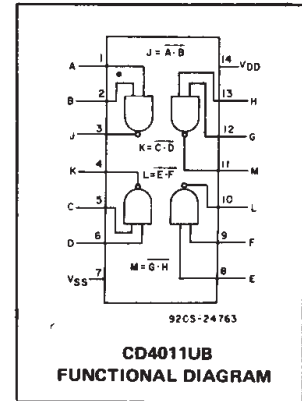 J = A·B
A 1 14 VDD
B 2 13 H
12 G
J 3
K = C·D
11 M
K 4 L = E·F
10 L
C 5
9 F
D 6
M = G·H
VSS 7 8 E
92CS-24763
CD4011UB
FUNCTIONAL DIAGRAM